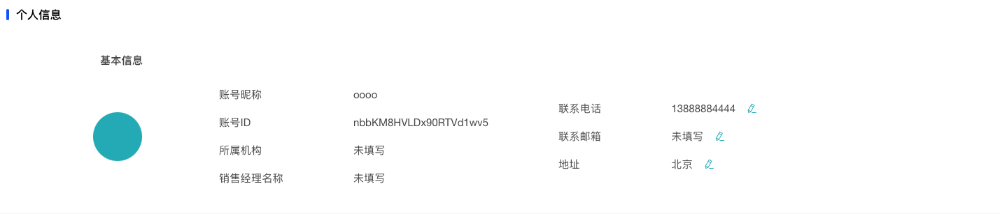 个人信息
基本信息
账号昵称 oooo
账号ID nbbKM8HVLDx90RTVd1wv5
所属机构 未填写
销售经理名称 未填写
联系电话 13888884444
联系邮箱 未填写
地址 北京